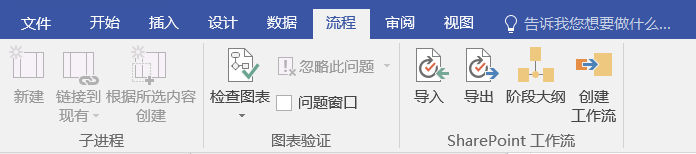 文件 开始 插入 设计 数据 流程 审阅 视图 告诉我您想要做什么...
新建 链接到现有 根据所选内容创建 检查图表 忽略此问题 问题窗口 导入 导出 阶段大纲 创建工作流
子进程 图表验证 SharePoint 工作流